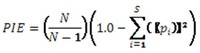 PIE = (N / (N − 1)) (1.0 − ∑_{i=1}^{S} (〖p_i)〗²)